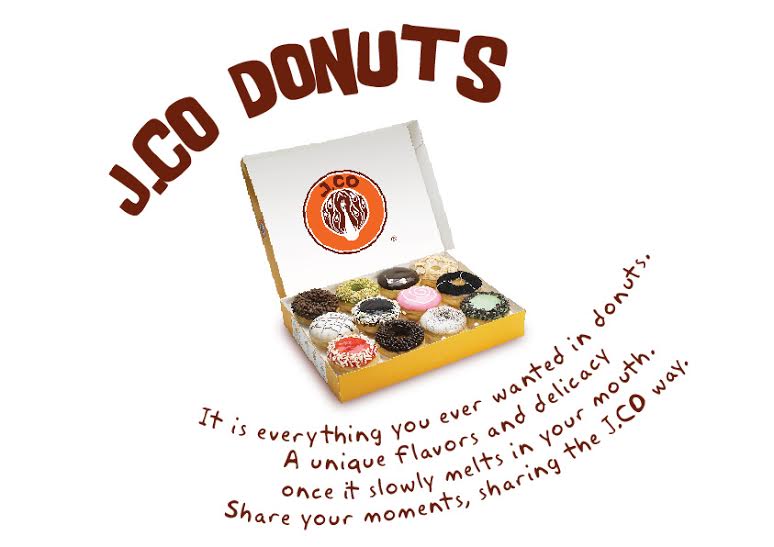 J.CO DONUTS
J.CO
®
It is everything you ever wanted in donuts.
A unique flavors and delicacy
once it slowly melts in your mouth.
Share your moments, sharing the J.CO way.